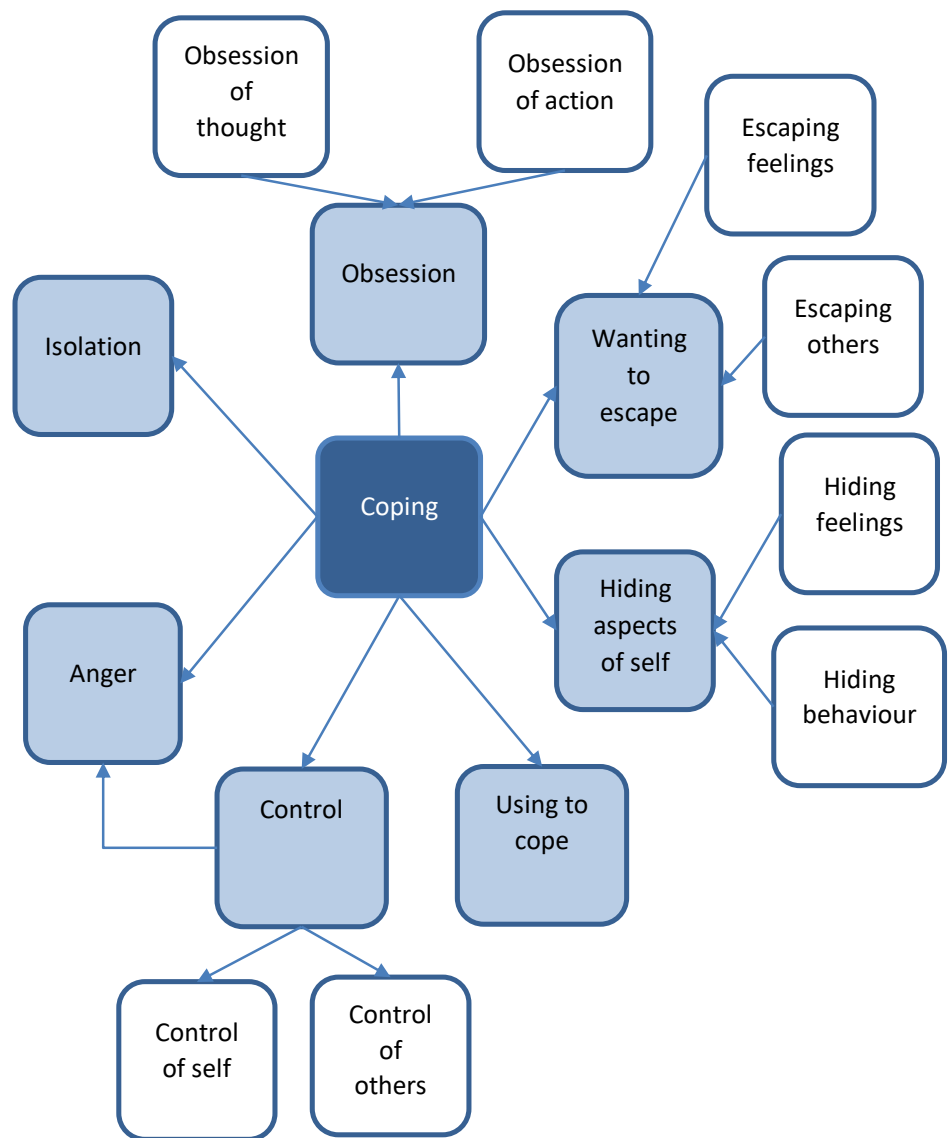 Obsession
of
thought
Obsession
of action
Escaping
feelings
Obsession
Isolation
Wanting
to
escape
Escaping
others
Coping
Hiding
feelings
Hiding
aspects
of self
Anger
Hiding
behaviour
Control
Using to
cope
Control
of self
Control
of
others